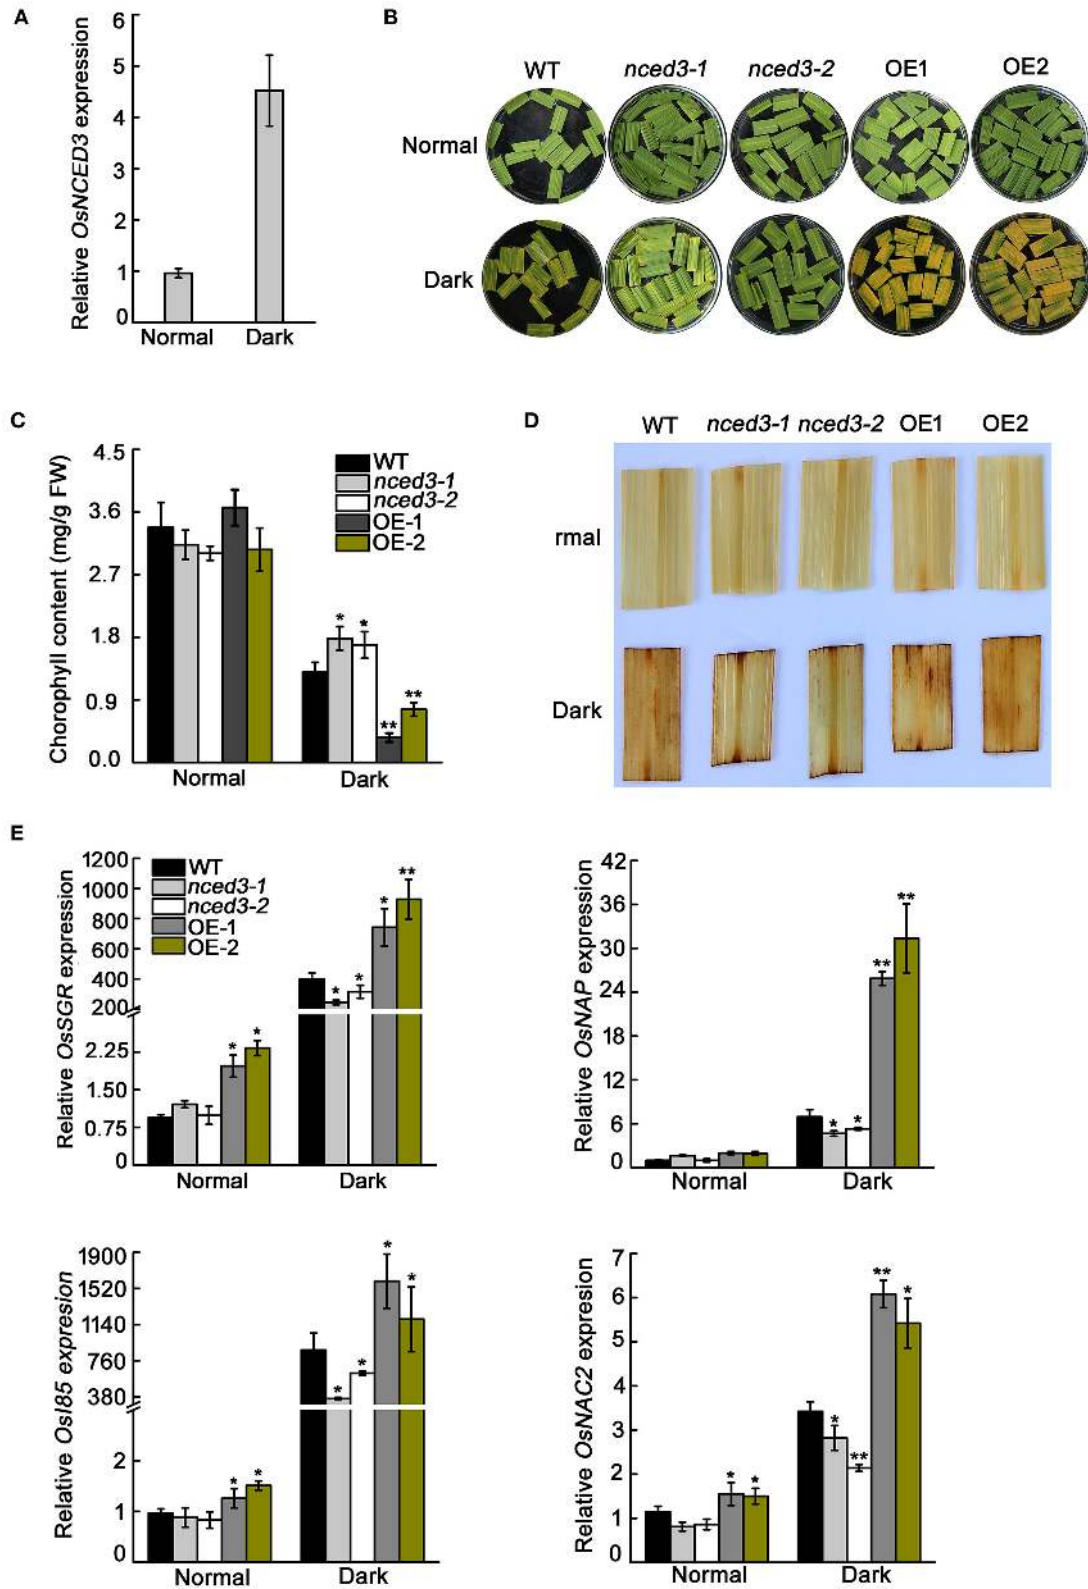 A
Relative OsNCED3 expression
6
5
4
3
2
1
0
Normal Dark
B
WT nced3-1 nced3-2 OE1 OE2
Normal
Dark
C
Chorophyll content (mg/g FW)
4.5
3.6
2.7
1.8
0.9
0.0
WT
nced3-1
nced3-2
OE-1
OE-2
* * ** **
Normal Dark
D
WT nced3-1 nced3-2 OE1 OE2
rmal
Dark
E
Relative OsSGR expression
1200
1000
800
600
400
200
2.25
1.50
0.75
0
WT
nced3-1
nced3-2
OE-1
OE-2
* * * * * **
Normal Dark
Relative OsNAP expression
42
36
30
24
18
12
6
0
* * ** **
Normal Dark
Relative OsI85 expresion
1900
1520
1140
760
380
2
1
0
* * * * * *
Normal Dark
Relative OsNAC2 expresion
7
6
5
4
3
2
1
0
* * * ** ** *
Normal Dark